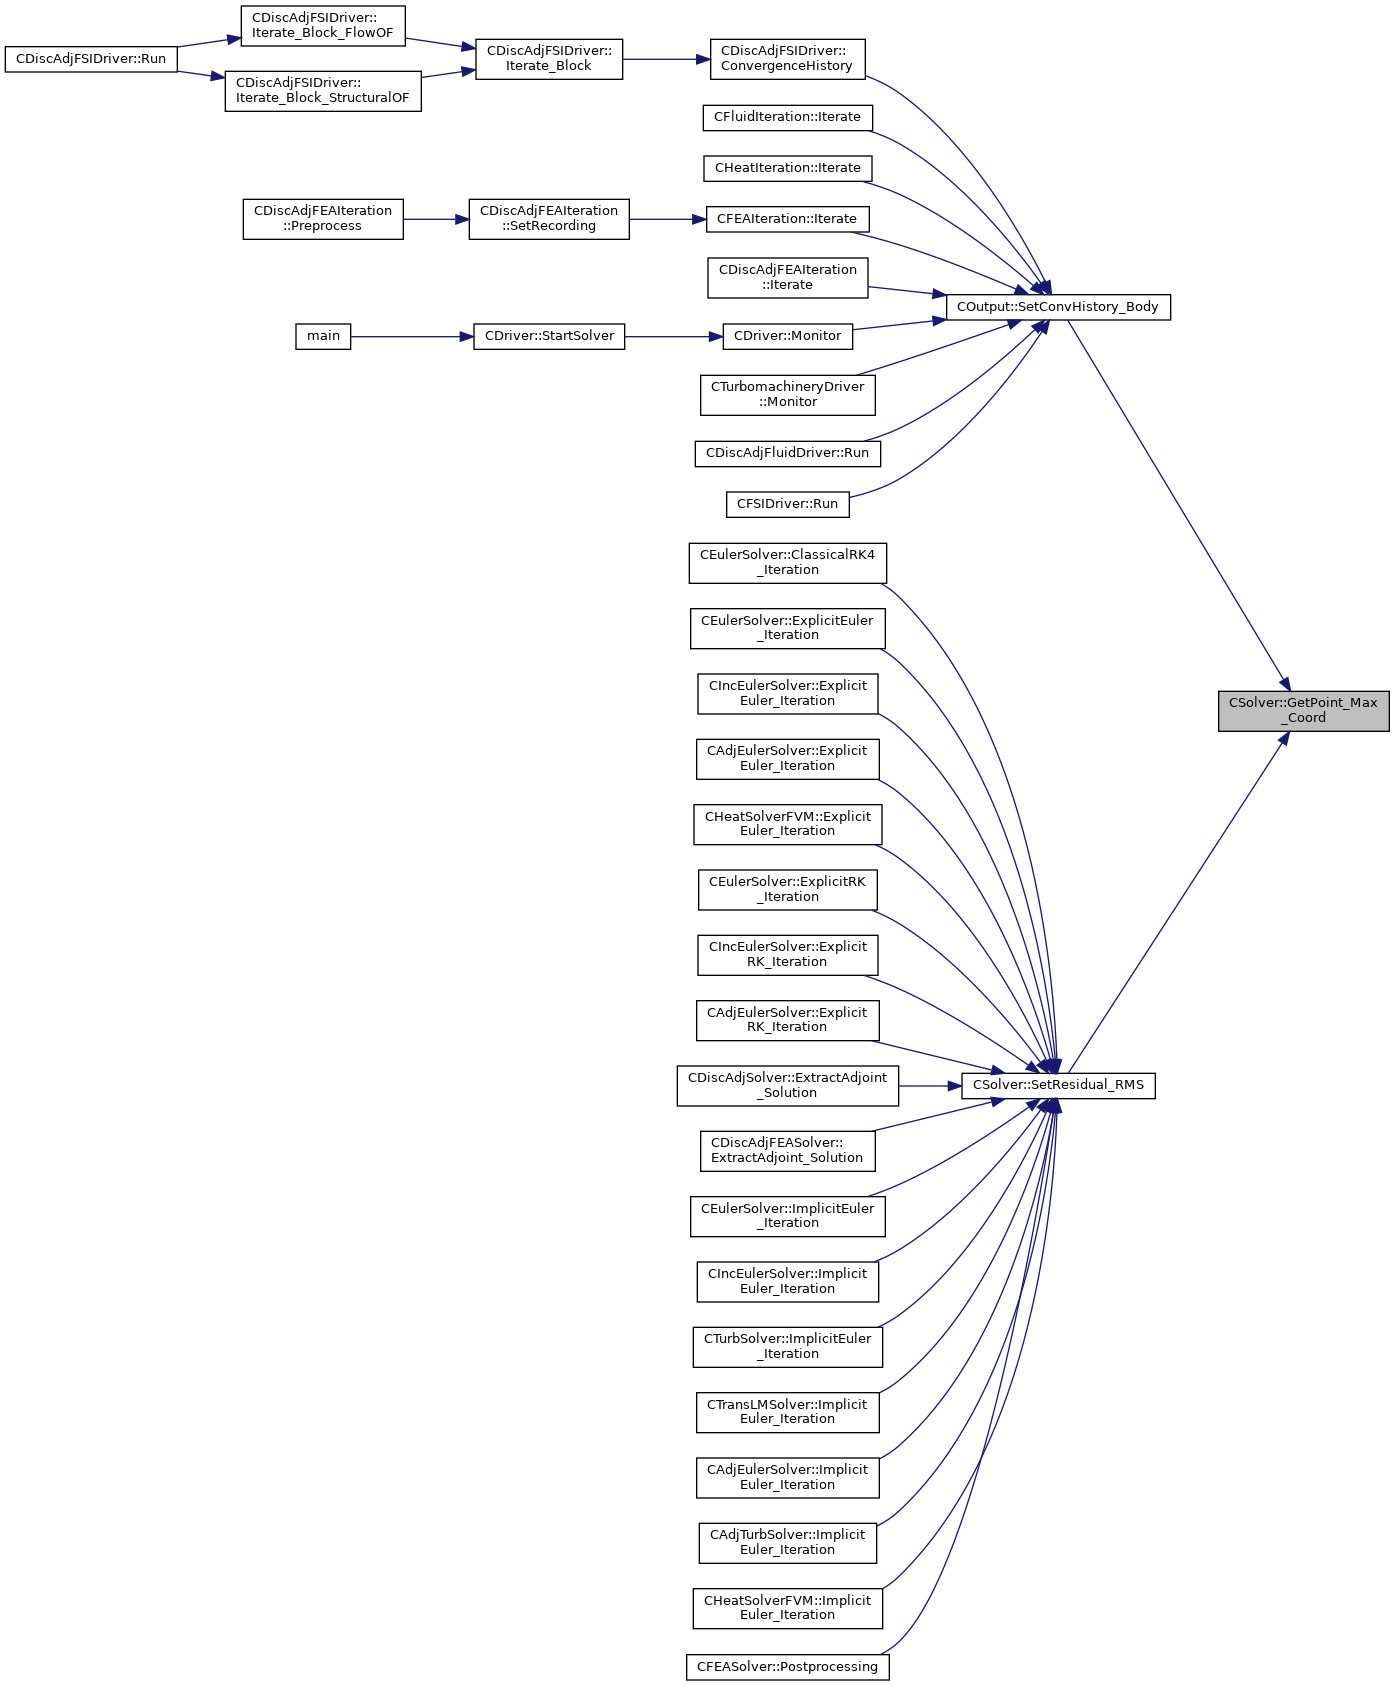 CDiscAdjFSIDriver::Run
CDiscAdjFSIDriver::
Iterate_Block_FlowOF
CDiscAdjFSIDriver::
Iterate_Block_StructuralOF
CDiscAdjFSIDriver::
Iterate_Block
CDiscAdjFSIDriver::
ConvergenceHistory
CFluidIteration::Iterate
CHeatIteration::Iterate
CDiscAdjFEAIteration
::Preprocess
CDiscAdjFEAIteration
::SetRecording
CFEAIteration::Iterate
CDiscAdjFEAIteration
::Iterate
COutput::SetConvHistory_Body
main
CDriver::StartSolver
CDriver::Monitor
CTurbomachineryDriver
::Monitor
CDiscAdjFluidDriver::Run
CFSIDriver::Run
CEulerSolver::ClassicalRK4
_Iteration
CEulerSolver::ExplicitEuler
_Iteration
CIncEulerSolver::Explicit
Euler_Iteration
CSolver::GetPoint_Max
_Coord
CAdjEulerSolver::Explicit
Euler_Iteration
CHeatSolverFVM::Explicit
Euler_Iteration
CEulerSolver::ExplicitRK
_Iteration
CIncEulerSolver::Explicit
RK_Iteration
CAdjEulerSolver::Explicit
RK_Iteration
CDiscAdjSolver::ExtractAdjoint
_Solution
CSolver::SetResidual_RMS
CDiscAdjFEASolver::
ExtractAdjoint_Solution
CEulerSolver::ImplicitEuler
_Iteration
CIncEulerSolver::Implicit
Euler_Iteration
CTurbSolver::ImplicitEuler
_Iteration
CTransLMSolver::Implicit
Euler_Iteration
CAdjEulerSolver::Implicit
Euler_Iteration
CAdjTurbSolver::Implicit
Euler_Iteration
CHeatSolverFVM::Implicit
Euler_Iteration
CFEASolver::Postprocessing